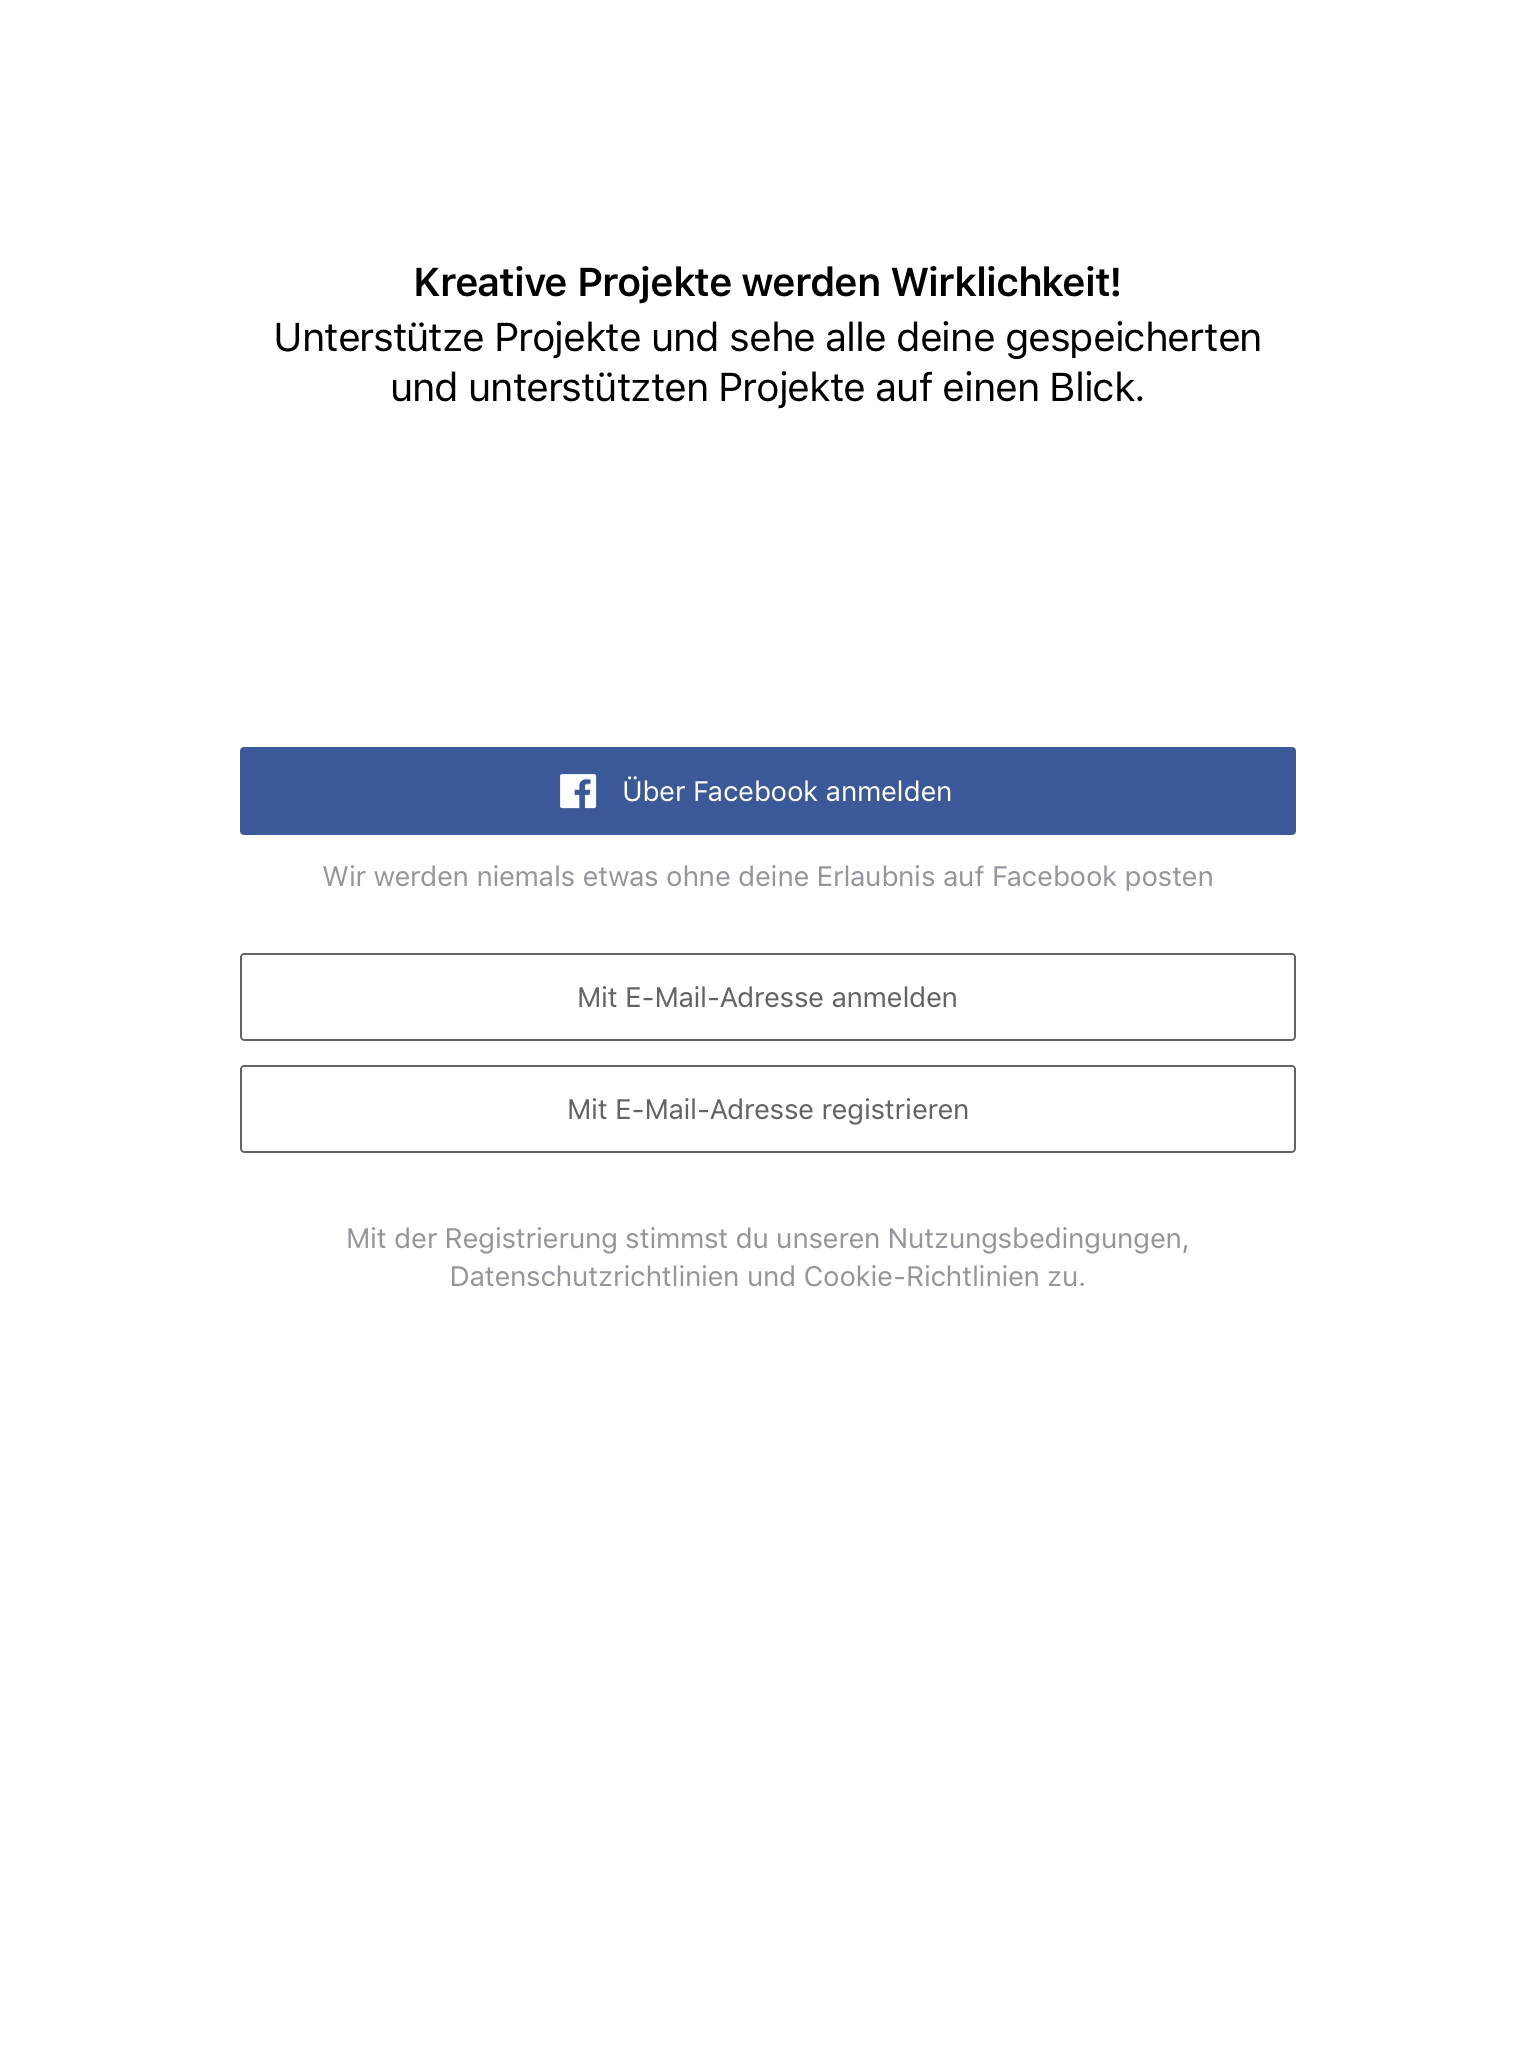 Kreative Projekte werden Wirklichkeit!
Unterstütze Projekte und sehe alle deine gespeicherten
und unterstützten Projekte auf einen Blick.
Über Facebook anmelden
Wir werden niemals etwas ohne deine Erlaubnis auf Facebook posten
Mit E-Mail-Adresse anmelden
Mit E-Mail-Adresse registrieren
Mit der Registrierung stimmst du unseren Nutzungsbedingungen,
Datenschutzrichtlinien und Cookie-Richtlinien zu.